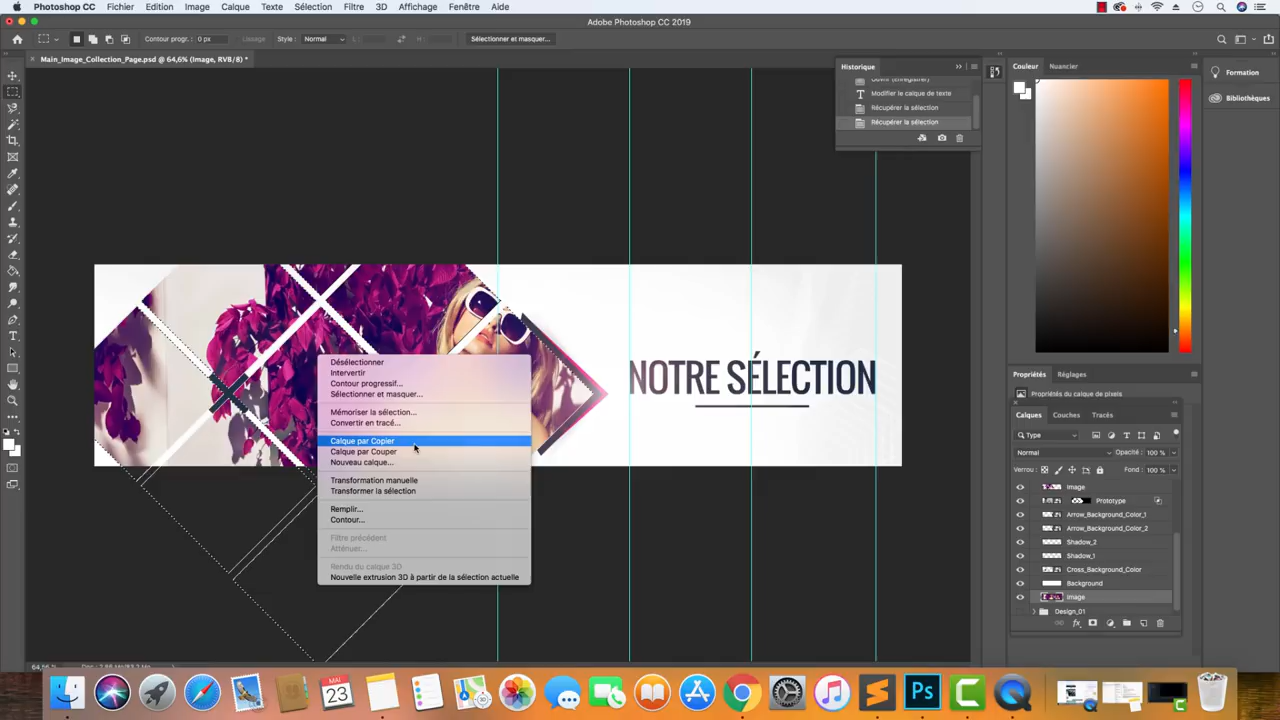 Photoshop CC Fichier Edition Image Calque Texte Sélection Filtre 3D Affichage Fenêtre Aide
Adobe Photoshop CC 2019
Contour progr. : 0 px Lissage Style : Normal Sélectionner et masquer...
Main_Image_Collection_Page.psd @ 64,6% (Image, RVB/8) *
Historique
Ouvrir (enregistrer)
Modifier le calque de texte
Récupérer la sélection
Récupérer la sélection
Couleur Nuancier
Formation
Bibliothèques
NOTRE SÉLECTION
Désélectionner
Intervertir
Contour progressif...
Sélectionner et masquer...
Mémoriser la sélection...
Convertir en tracé...
Calque par Copier
Calque par Couper
Nouveau calque...
Transformation manuelle
Transformer la sélection
Remplir...
Contour...
Filtre précédent
Atténuer...
Rendu du calque 3D
Nouvelle extrusion 3D à partir de la sélection actuelle
Propriétés Réglages
Propriétés du calque de pixels
Calques Couches Tracés
Type
Normal Opacité : 100 %
Verrou : Fond : 100 %
Image
Prototype
Arrow_Background_Color_1
Arrow_Background_Color_2
Shadow_2
Shadow_1
Cross_Background_Color
Background
Image
Design_01
MAI
23
Ps